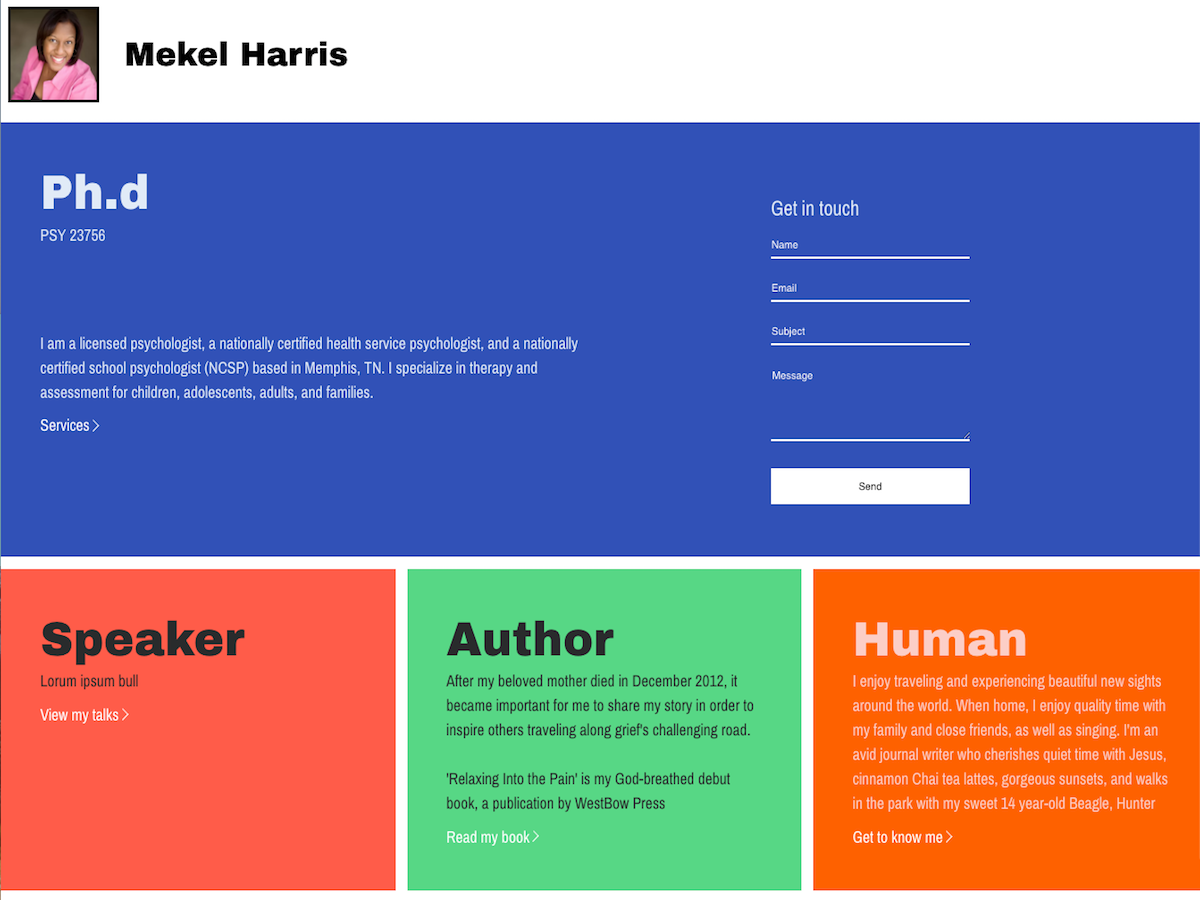 Mekel Harris
Ph.d
PSY 23756
I am a licensed psychologist, a nationally certified health service psychologist, and a nationally
certified school psychologist (NCSP) based in Memphis, TN. I specialize in therapy and
assessment for children, adolescents, adults, and families.
Services
Get in touch
Name
Email
Subject
Message
Send
Speaker
Lorum ipsum bull
View my talks
Author
After my beloved mother died in December 2012, it
became important for me to share my story in order to
inspire others traveling along grief's challenging road.
'Relaxing Into the Pain' is my God-breathed debut
book, a publication by WestBow Press
Read my book
Human
I enjoy traveling and experiencing beautiful new sights
around the world. When home, I enjoy quality time with
my family and close friends, as well as singing. I'm an
avid journal writer who cherishes quiet time with Jesus,
cinnamon Chai tea lattes, gorgeous sunsets, and walks
in the park with my sweet 14 year-old Beagle, Hunter
Get to know me